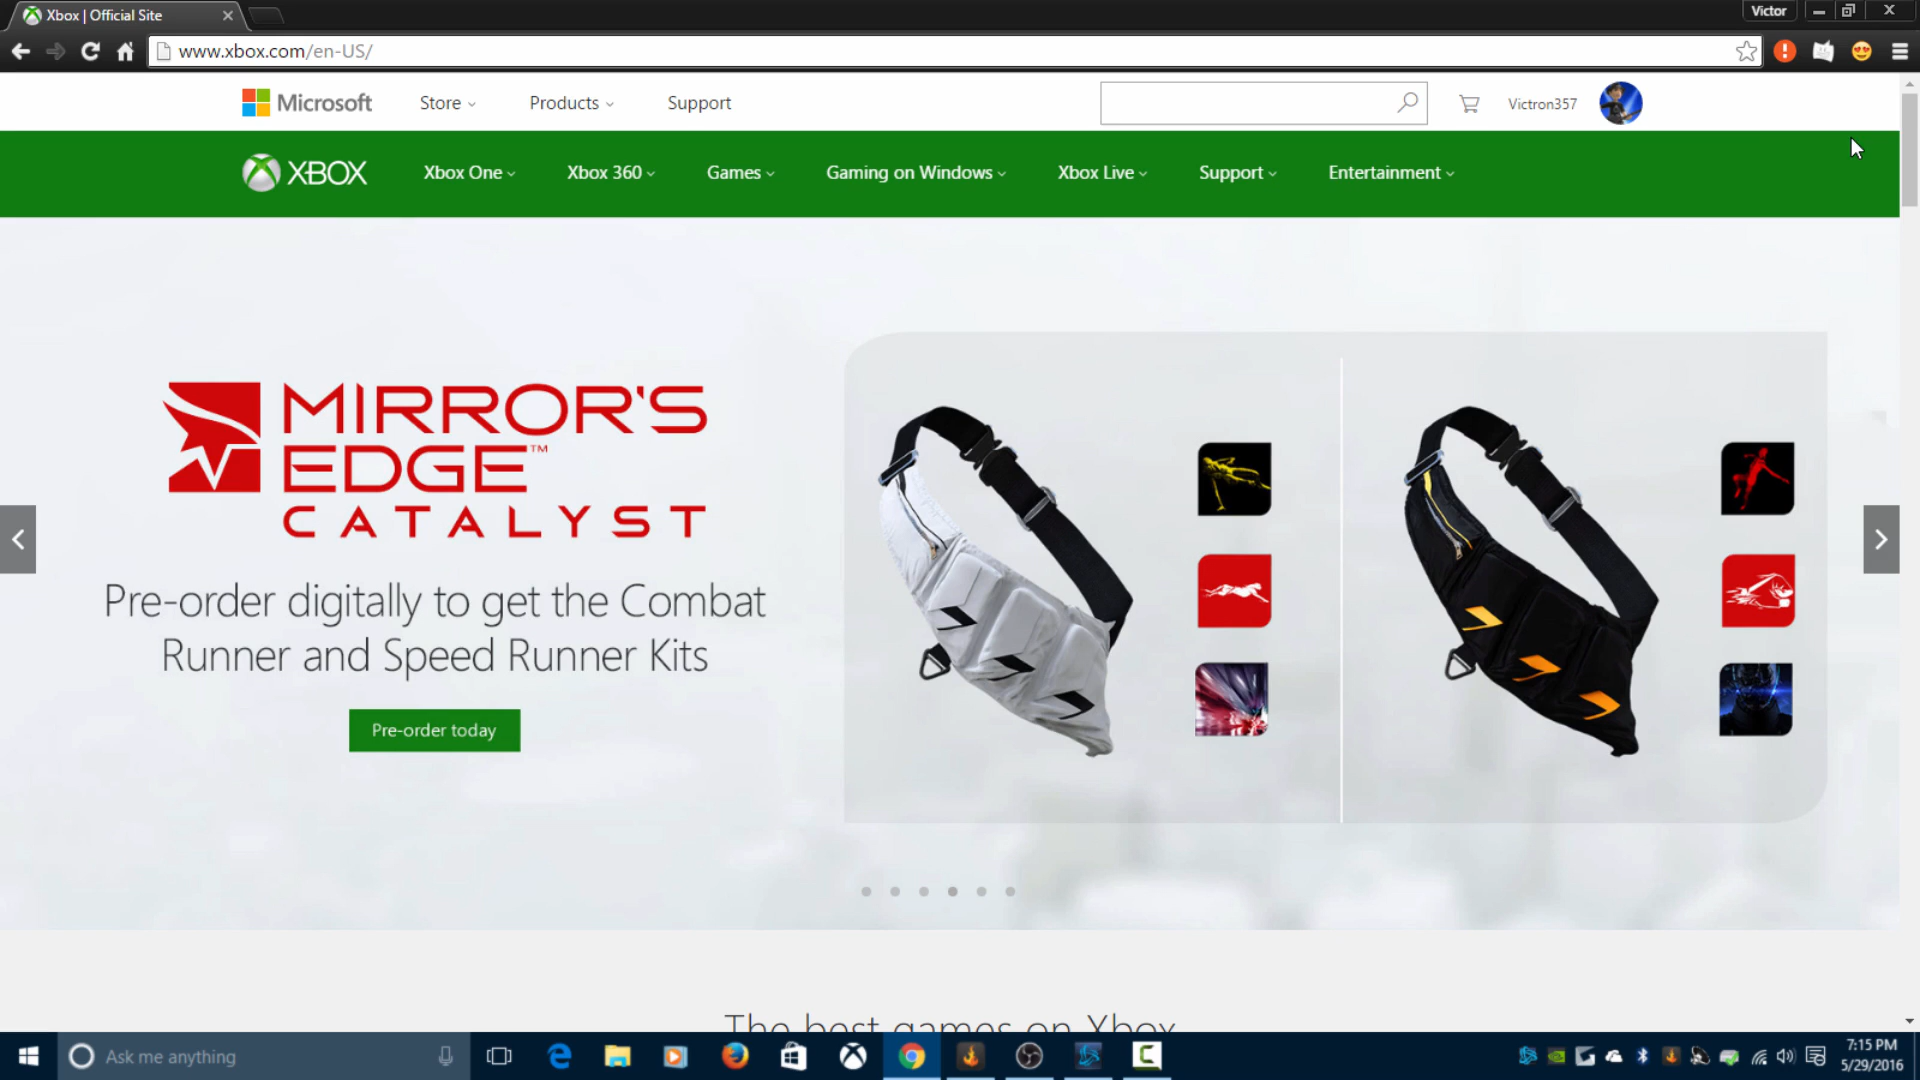 Xbox | Official Site
Victor
www.xbox.com/en-US/
Microsoft Store Products Support Victron357
XBOX Xbox One Xbox 360 Games Gaming on Windows Xbox Live Support Entertainment
MIRROR'S
EDGE™
CATALYST
Pre-order digitally to get the Combat
Runner and Speed Runner Kits
Pre-order today
The best games on Xbox
Ask me anything
7:15 PM
5/29/2016